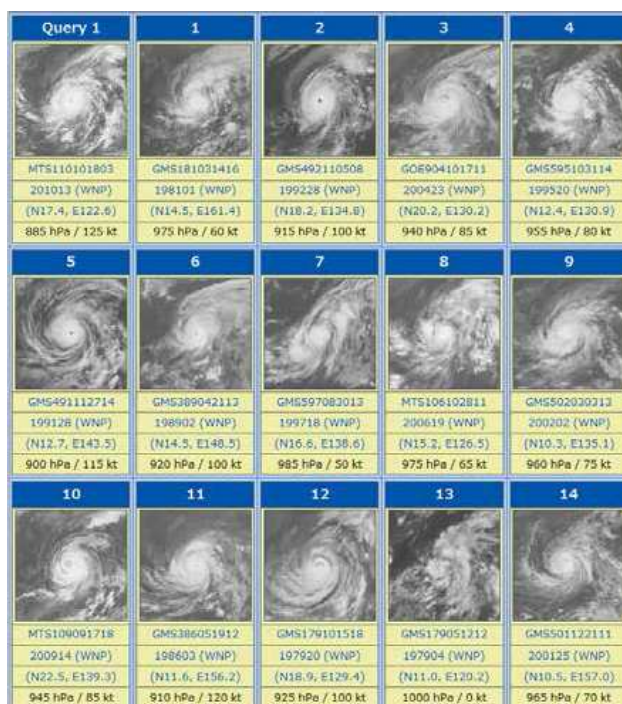 Query 1 1 2 3 4
MTS110101803 GMS181031416 GMS492110508 GOE904101711 GMS595103114
201013 (WNP) 198101 (WNP) 199228 (WNP) 200423 (WNP) 199520 (WNP)
(N17.4, E122.6) (N14.5, E161.4) (N18.2, E134.8) (N20.2, E130.2) (N12.4, E130.9)
885 hPa / 125 kt 975 hPa / 60 kt 915 hPa / 100 kt 940 hPa / 85 kt 955 hPa / 80 kt
5 6 7 8 9
GMS491112714 GMS389042113 GMS597083013 MTS106102811 GMS502030313
199128 (WNP) 198902 (WNP) 199718 (WNP) 200619 (WNP) 200202 (WNP)
(N12.7, E143.5) (N14.5, E148.5) (N16.6, E138.6) (N15.2, E126.5) (N10.3, E135.1)
900 hPa / 115 kt 920 hPa / 100 kt 985 hPa / 50 kt 975 hPa / 65 kt 960 hPa / 75 kt
10 11 12 13 14
MTS109091718 GMS386051912 GMS179101518 GMS179051212 GMS501122111
200914 (WNP) 198603 (WNP) 197920 (WNP) 197904 (WNP) 200125 (WNP)
(N22.5, E139.3) (N11.6, E156.2) (N18.9, E129.4) (N11.0, E120.2) (N10.5, E157.0)
945 hPa / 85 kt 910 hPa / 120 kt 925 hPa / 100 kt 1000 hPa / 0 kt 965 hPa / 70 kt